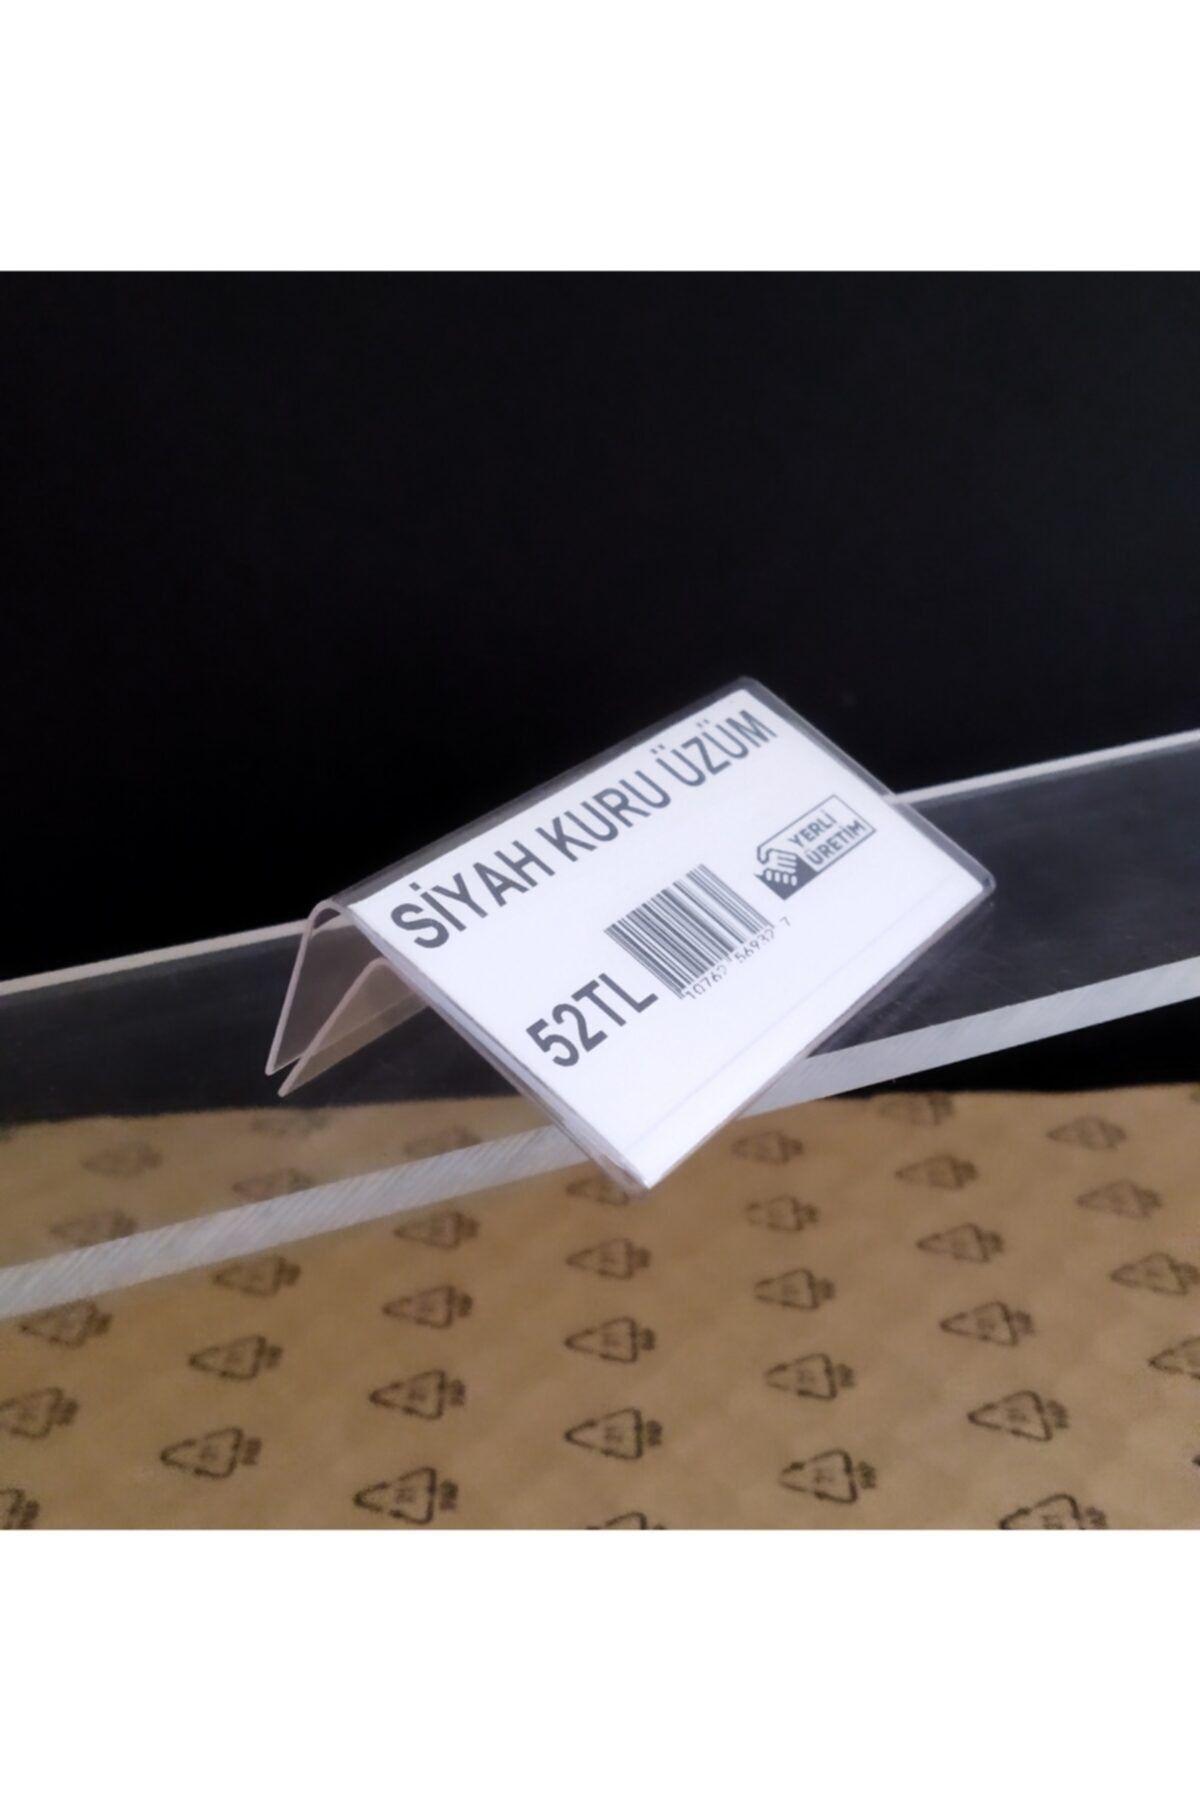 SİYAH KURU ÜZÜM
YERLİ
ÜRETİM
52TL